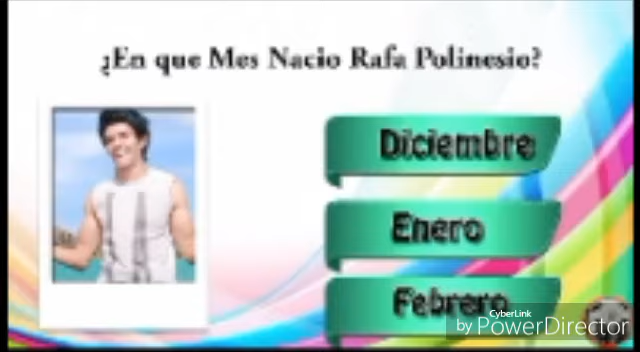 ¿En que Mes Nacio Rafa Polinesio?
Diciembre
Enero
Febrero
CyberLink
by PowerDirector